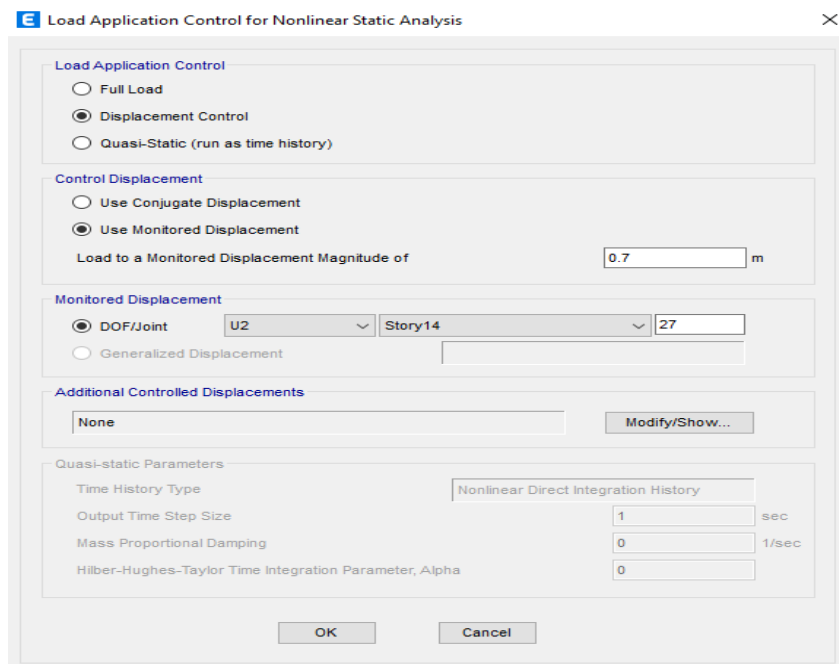 E Load Application Control for Nonlinear Static Analysis
Load Application Control
Full Load
Displacement Control
Quasi-Static (run as time history)
Control Displacement
Use Conjugate Displacement
Use Monitored Displacement
Load to a Monitored Displacement Magnitude of 0.7 m
Monitored Displacement
DOF/Joint U2 Story14 27
Generalized Displacement
Additional Controlled Displacements
None Modify/Show...
Quasi-static Parameters
Time History Type Nonlinear Direct Integration History
Output Time Step Size 1 sec
Mass Proportional Damping 0 1/sec
Hilber-Hughes-Taylor Time Integration Parameter, Alpha 0
OK Cancel